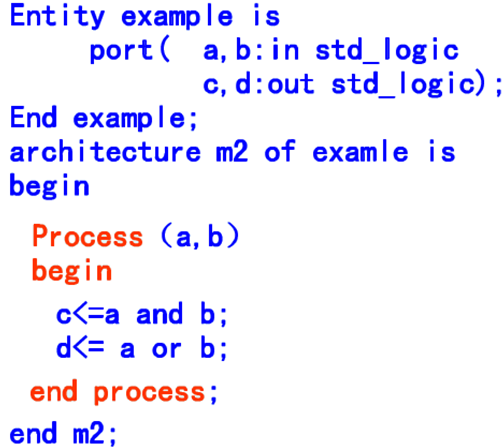 Entity example is
port( a,b:in std_logic
c,d:out std_logic);
End example;
architecture m2 of examle is
begin
Process （a,b）
begin
c<=a and b;
d<= a or b;
end process;
end m2;